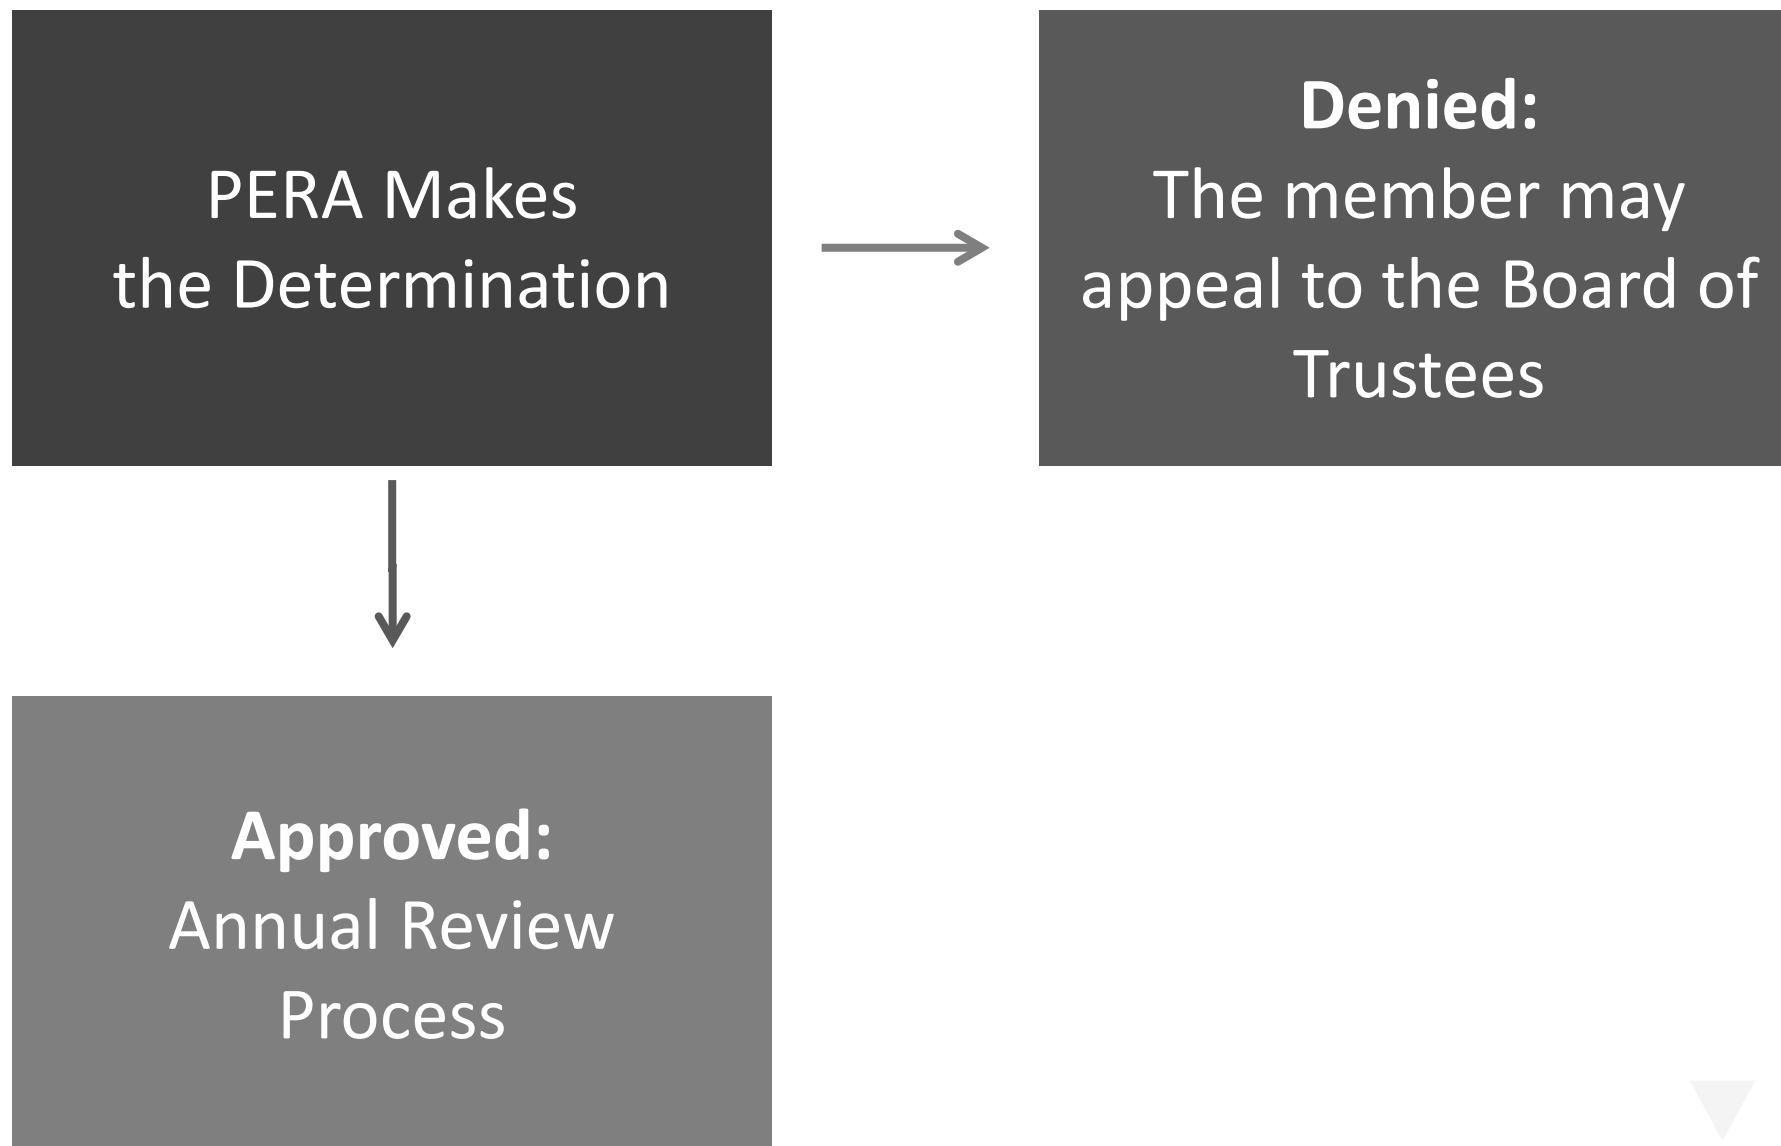 PERA Makes
the Determination
Denied:
The member may
appeal to the Board of
Trustees
Approved:
Annual Review
Process